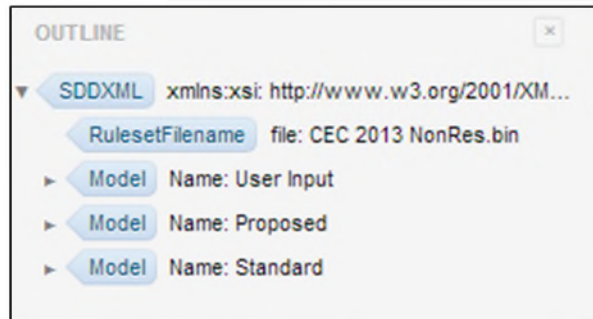 OUTLINE
SDDXML xmlns:xsi: http://www.w3.org/2001/XM...
RulesetFilename file: CEC 2013 NonRes.bin
Model Name: User Input
Model Name: Proposed
Model Name: Standard